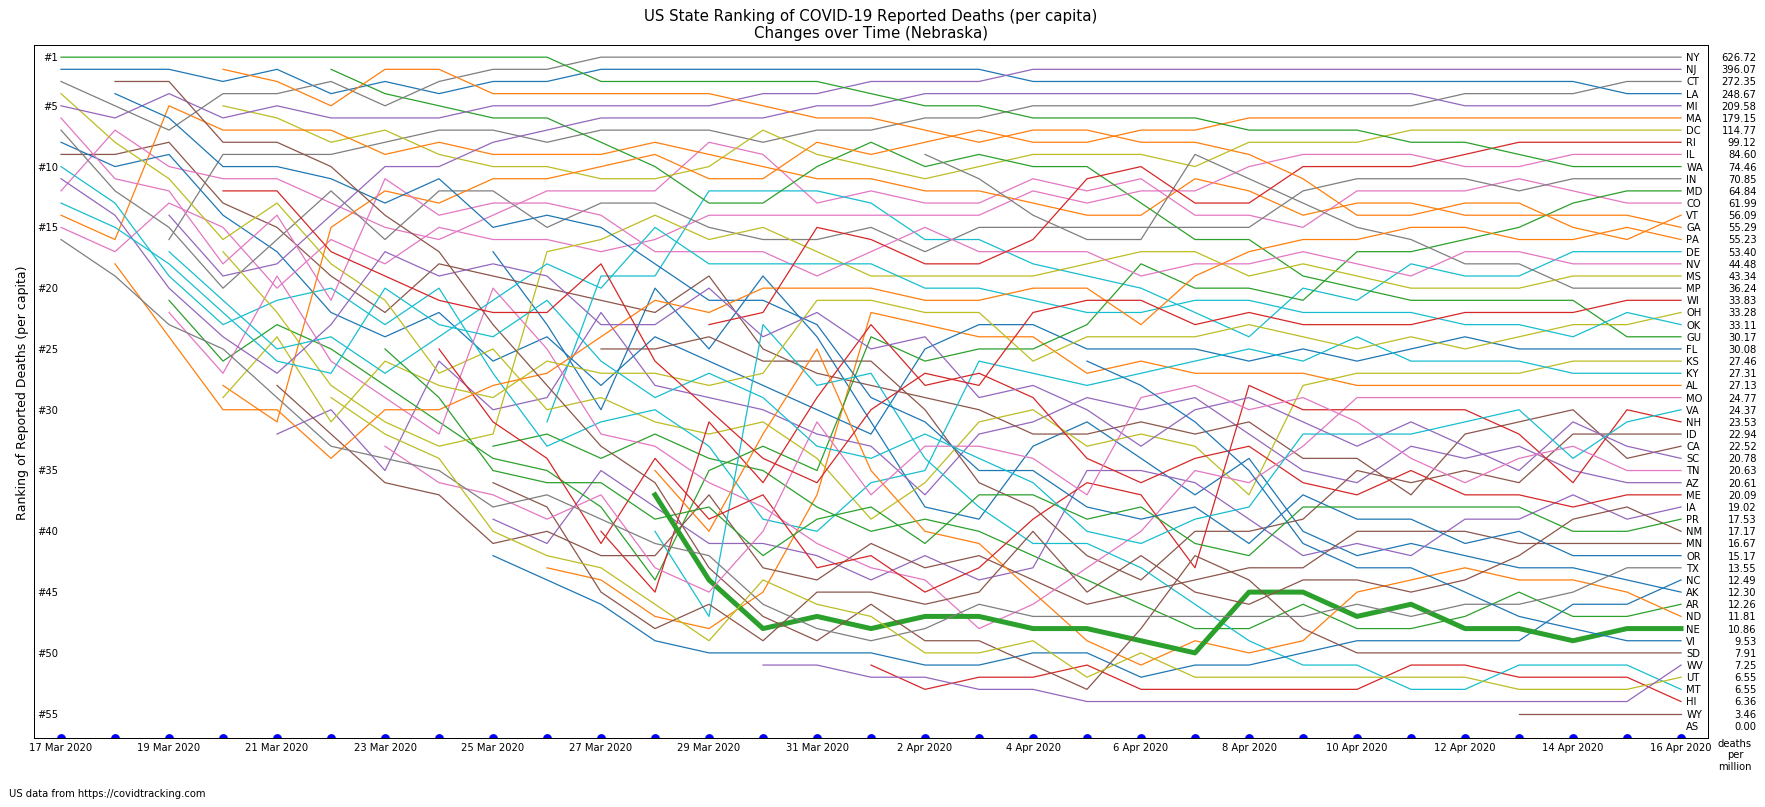 US State Ranking of COVID-19 Reported Deaths (per capita)
Changes over Time (Nebraska)
Ranking of Reported Deaths (per capita)
#1
#5
#10
#15
#20
#25
#30
#35
#40
#45
#50
#55
NY 626.72
NJ 396.07
CT 272.35
LA 248.67
MI 209.58
MA 179.15
DC 114.77
RI 99.12
IL 84.60
WA 74.46
IN 70.85
MD 64.84
CO 61.99
VT 56.09
GA 55.29
PA 55.23
DE 53.40
NV 44.48
MS 43.34
MP 36.24
WI 33.83
OH 33.28
OK 33.11
GU 30.17
FL 30.08
KS 27.46
KY 27.31
AL 27.13
MO 24.77
VA 24.37
NH 23.53
ID 22.94
CA 22.52
SC 20.78
TN 20.63
AZ 20.61
ME 20.09
IA 19.02
PR 17.53
NM 17.17
MN 16.67
OR 15.17
TX 13.55
NC 12.49
AK 12.30
AR 12.26
ND 11.81
NE 10.86
VI 9.53
SD 7.91
WV 7.25
UT 6.55
MT 6.55
HI 6.36
WY 3.46
AS 0.00
17 Mar 2020 19 Mar 2020 21 Mar 2020 23 Mar 2020 25 Mar 2020 27 Mar 2020 29 Mar 2020 31 Mar 2020 2 Apr 2020 4 Apr 2020 6 Apr 2020 8 Apr 2020 10 Apr 2020 12 Apr 2020 14 Apr 2020 16 Apr 2020
deaths
per
million
US data from https://covidtracking.com